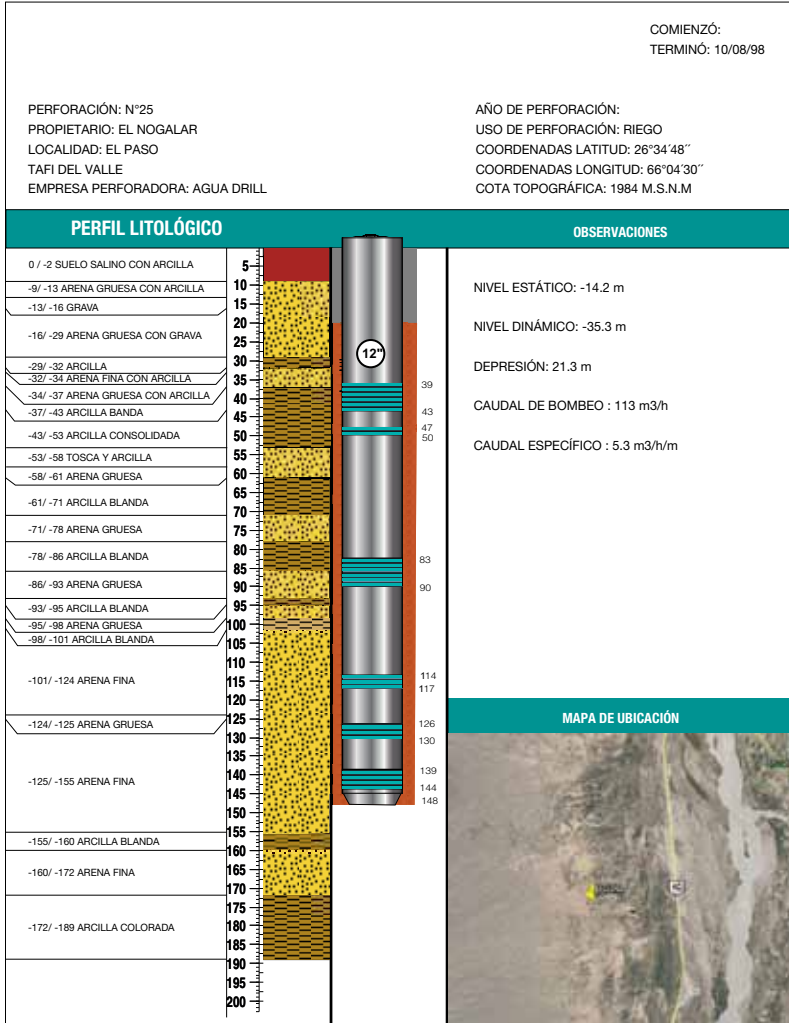 COMIENZÓ:
TERMINÓ: 10/08/98
PERFORACIÓN: N°25
PROPIETARIO: EL NOGALAR
LOCALIDAD: EL PASO
TAFI DEL VALLE
EMPRESA PERFORADORA: AGUA DRILL
AÑO DE PERFORACIÓN:
USO DE PERFORACIÓN: RIEGO
COORDENADAS LATITUD: 26°34´48´´
COORDENADAS LONGITUD: 66°04´30´´
COTA TOPOGRÁFICA: 1984 M.S.N.M
PERFIL LITOLÓGICO
0 / -2 SUELO SALINO CON ARCILLA
-9/ -13 ARENA GRUESA CON ARCILLA
-13/ -16 GRAVA
-16/ -29 ARENA GRUESA CON GRAVA
-29/ -32 ARCILLA
-32/ -34 ARENA FINA CON ARCILLA
-34/ -37 ARENA GRUESA CON ARCILLA
-37/ -43 ARCILLA BANDA
-43/ -53 ARCILLA CONSOLIDADA
-53/ -58 TOSCA Y ARCILLA
-58/ -61 ARENA GRUESA
-61/ -71 ARCILLA BLANDA
-71/ -78 ARENA GRUESA
-78/ -86 ARCILLA BLANDA
-86/ -93 ARENA GRUESA
-93/ -95 ARCILLA BLANDA
-95/ -98 ARENA GRUESA
-98/ -101 ARCILLA BLANDA
-101/ -124 ARENA FINA
-124/ -125 ARENA GRUESA
-125/ -155 ARENA FINA
-155/ -160 ARCILLA BLANDA
-160/ -172 ARENA FINA
-172/ -189 ARCILLA COLORADA
5
10
15
20
25
30
35
40
45
50
55
60
65
70
75
80
85
90
95
100
105
110
115
120
125
130
135
140
145
150
155
160
165
170
175
180
185
190
195
200
12"
39
43
47
50
83
90
114
117
126
130
139
144
148
OBSERVACIONES
NIVEL ESTÁTICO: -14.2 m
NIVEL DINÁMICO: -35.3 m
DEPRESIÓN: 21.3 m
CAUDAL DE BOMBEO : 113 m3/h
CAUDAL ESPECÍFICO : 5.3 m3/h/m
MAPA DE UBICACIÓN